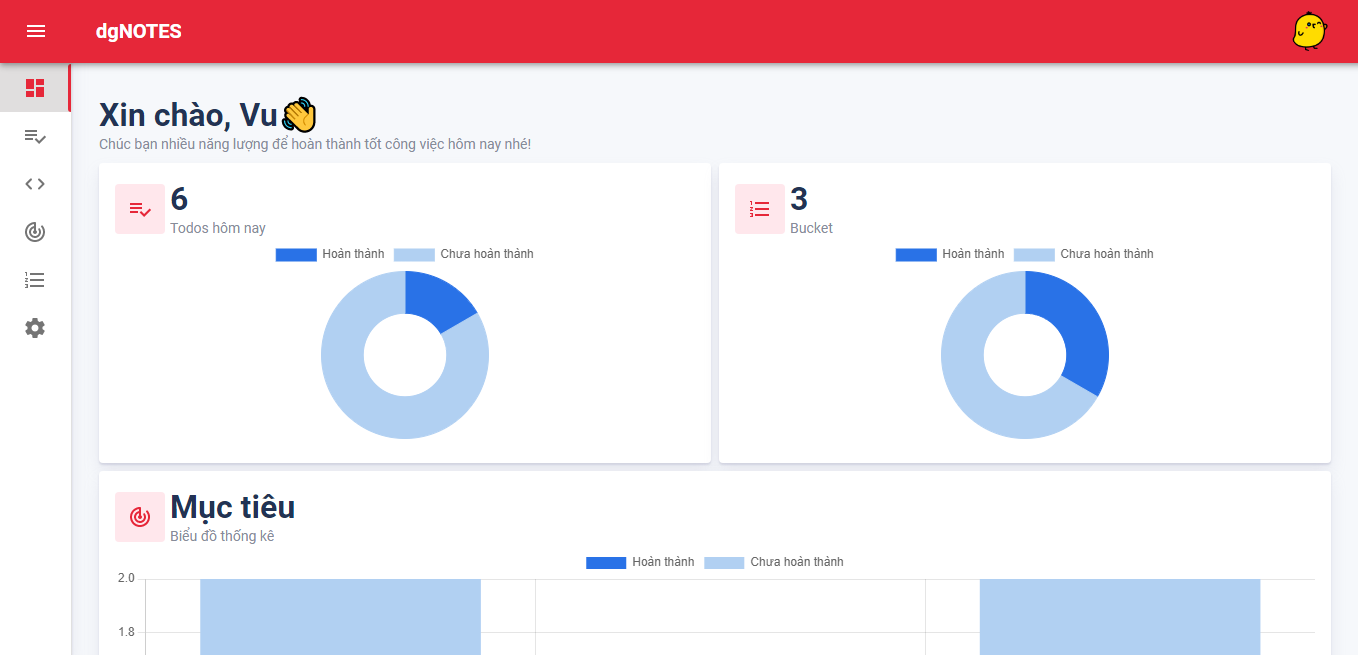 dgNOTES
Xin chào, Vu
Chúc bạn nhiều năng lượng để hoàn thành tốt công việc hôm nay nhé!
6
Todos hôm nay
Hoàn thành Chưa hoàn thành
3
Bucket
Hoàn thành Chưa hoàn thành
Mục tiêu
Biểu đồ thống kê
Hoàn thành Chưa hoàn thành
2.0
1.8